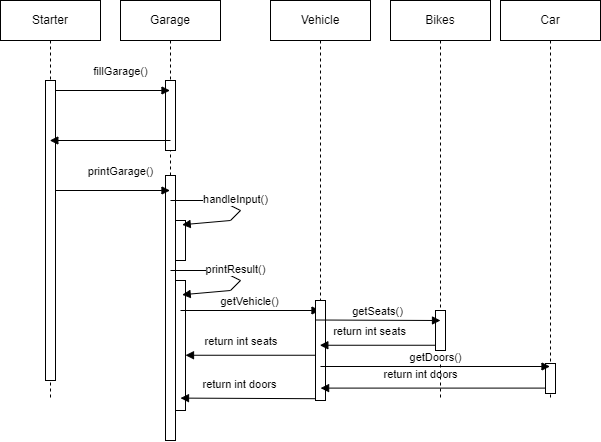 Starter
Garage
Vehicle
Bikes
Car
fillGarage()
printGarage()
handleInput()
printResult()
getVehicle()
getSeats()
return int seats
return int seats
getDoors()
return int doors
return int doors